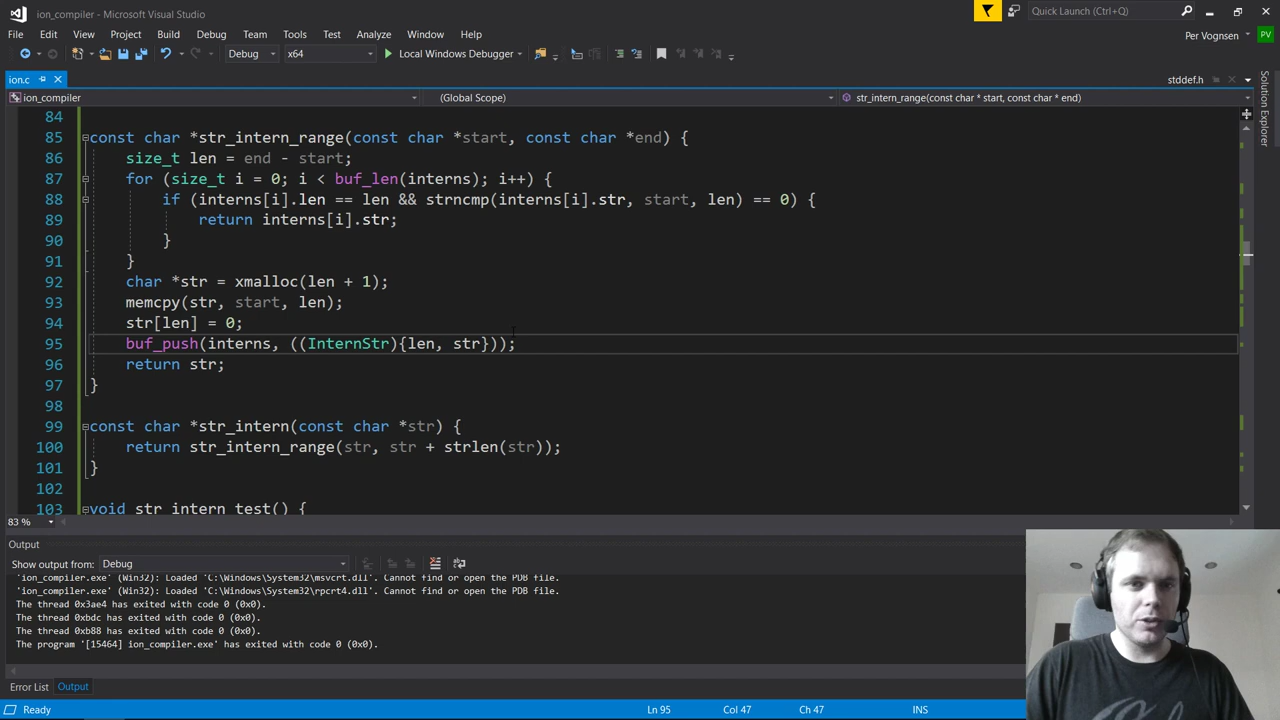 ion_compiler - Microsoft Visual Studio
Quick Launch (Ctrl+Q)
File Edit View Project Build Debug Team Tools Test Analyze Window Help
Per Vognsen PV
Debug x64 Local Windows Debugger
ion.c
stddef.h
ion_compiler (Global Scope) str_intern_range(const char * start, const char * end)
Solution Explorer
84
85 const char *str_intern_range(const char *start, const char *end) {
86 size_t len = end - start;
87 for (size_t i = 0; i < buf_len(interns); i++) {
88 if (interns[i].len == len && strncmp(interns[i].str, start, len) == 0) {
89 return interns[i].str;
90 }
91 }
92 char *str = xmalloc(len + 1);
93 memcpy(str, start, len);
94 str[len] = 0;
95 buf_push(interns, ((InternStr){len, str}));
96 return str;
97 }
98
99 const char *str_intern(const char *str) {
100 return str_intern_range(str, str + strlen(str));
101 }
102
103 void str_intern_test() {
83 %
Output
Show output from: Debug
'ion_compiler.exe' (Win32): Loaded 'C:\Windows\System32\msvcrt.dll'. Cannot find or open the PDB file.
'ion_compiler.exe' (Win32): Loaded 'C:\Windows\System32\rpcrt4.dll'. Cannot find or open the PDB file.
The thread 0x3ae4 has exited with code 0 (0x0).
The thread 0xbdc has exited with code 0 (0x0).
The thread 0xb88 has exited with code 0 (0x0).
The program '[15464] ion_compiler.exe' has exited with code 0 (0x0).
Error List Output
Ready Ln 95 Col 47 Ch 47 INS